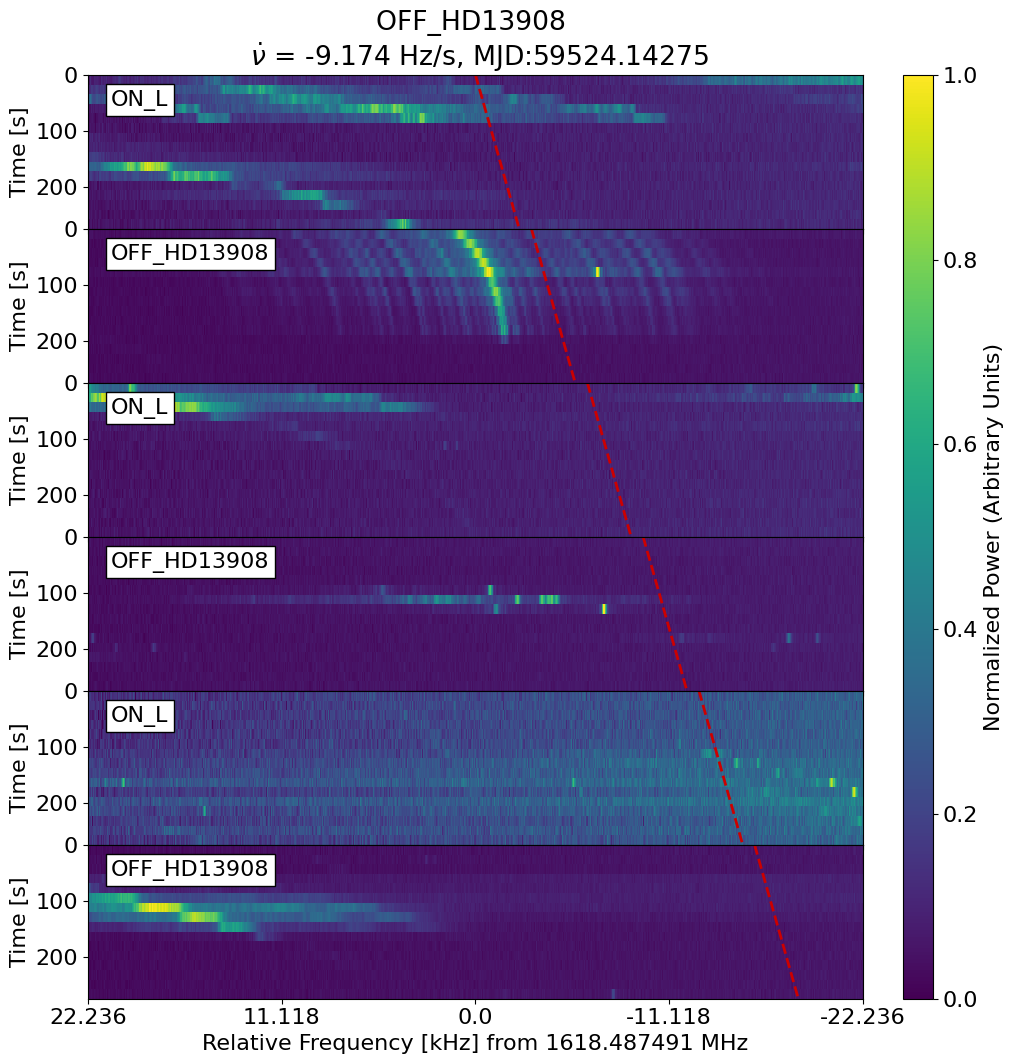 OFF_HD13908
ν̇ = -9.174 Hz/s, MJD:59524.14275
0
ON_L
100
200
Time [s]
0
OFF_HD13908
100
200
Time [s]
0
ON_L
100
200
Time [s]
0
OFF_HD13908
100
200
Time [s]
0
ON_L
100
200
Time [s]
0
OFF_HD13908
100
200
Time [s]
22.236 11.118 0.0 -11.118 -22.236
Relative Frequency [kHz] from 1618.487491 MHz
1.0
0.8
0.6
0.4
0.2
0.0
Normalized Power (Arbitrary Units)